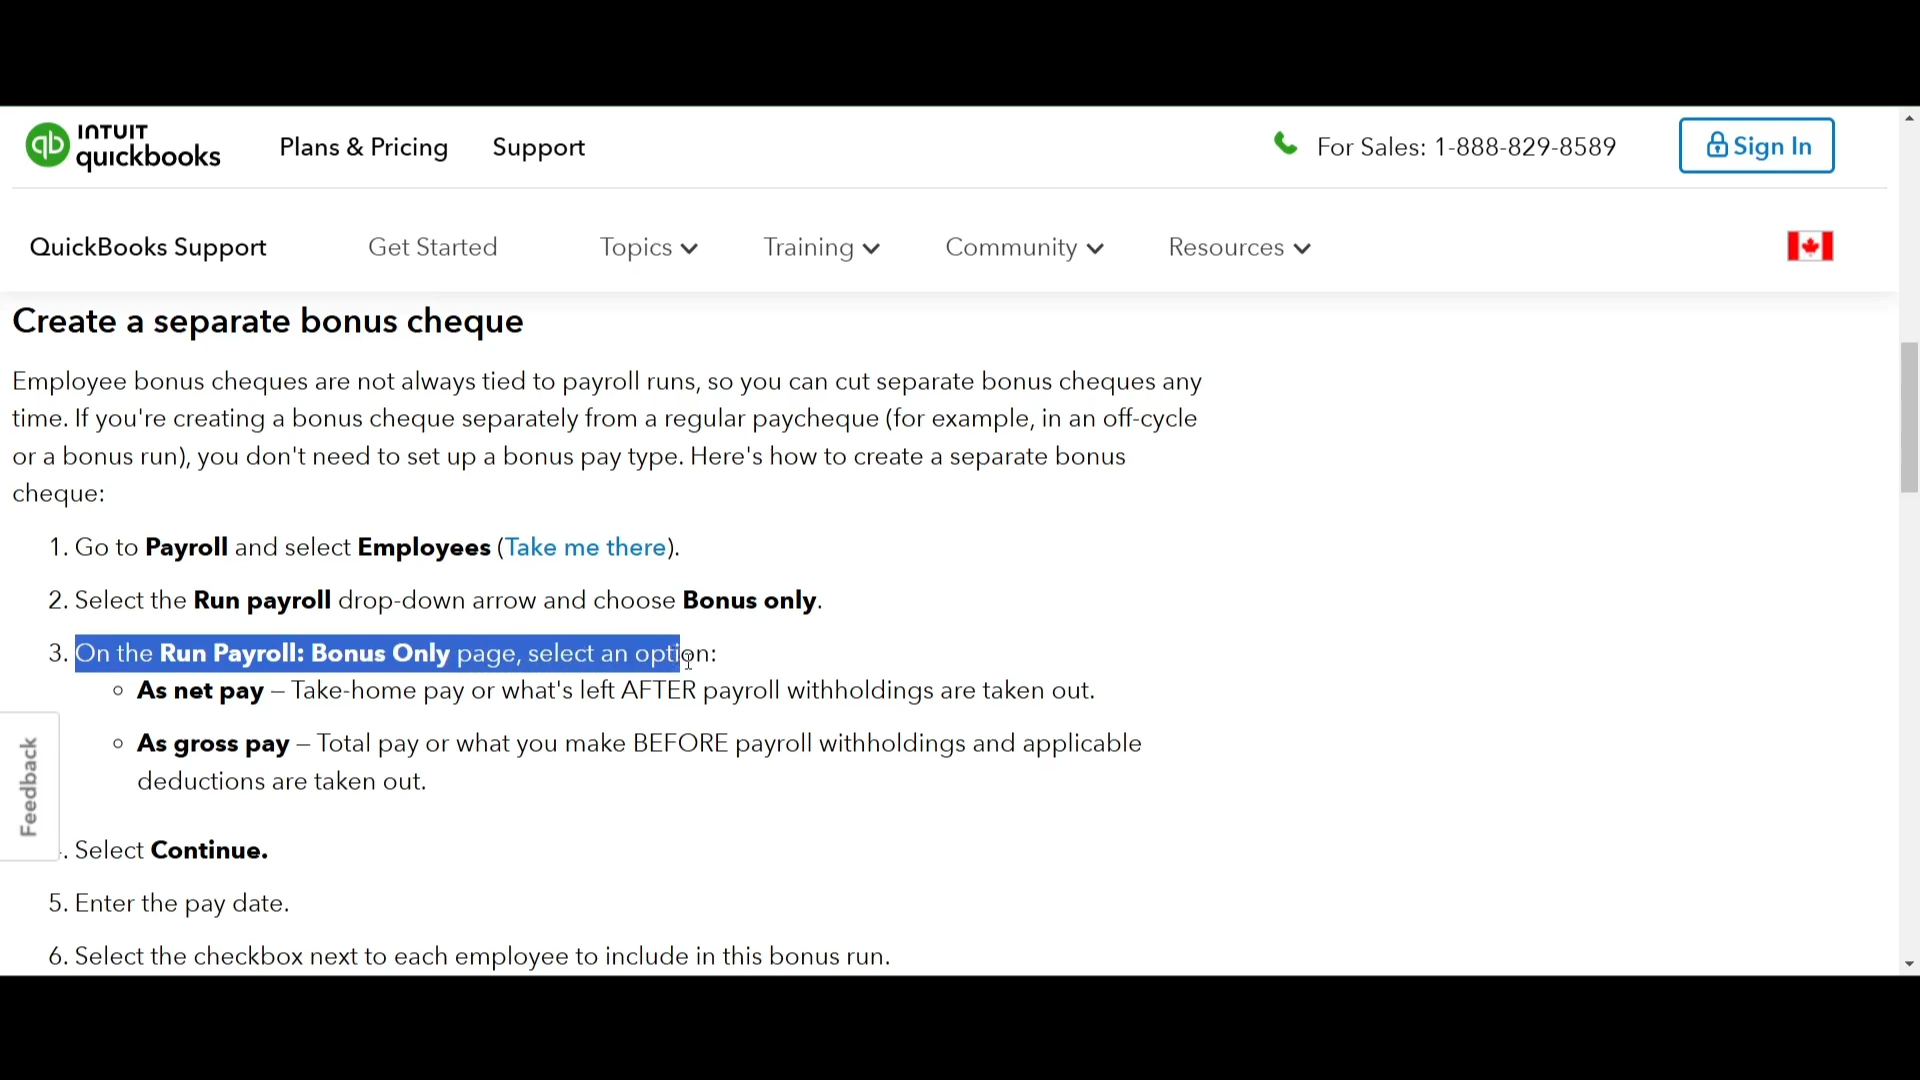 INTUIT
quickbooks
Plans & Pricing
Support
For Sales: 1-888-829-8589
Sign In
QuickBooks Support
Get Started
Topics
Training
Community
Resources
Create a separate bonus cheque
Employee bonus cheques are not always tied to payroll runs, so you can cut separate bonus cheques any
time. If you're creating a bonus cheque separately from a regular paycheque (for example, in an off-cycle
or a bonus run), you don't need to set up a bonus pay type. Here's how to create a separate bonus
cheque:
1. Go to Payroll and select Employees (Take me there).
2. Select the Run payroll drop-down arrow and choose Bonus only.
3. On the Run Payroll: Bonus Only page, select an option:
As net pay – Take-home pay or what's left AFTER payroll withholdings are taken out.
As gross pay – Total pay or what you make BEFORE payroll withholdings and applicable
deductions are taken out.
Feedback
. Select Continue.
5. Enter the pay date.
6. Select the checkbox next to each employee to include in this bonus run.